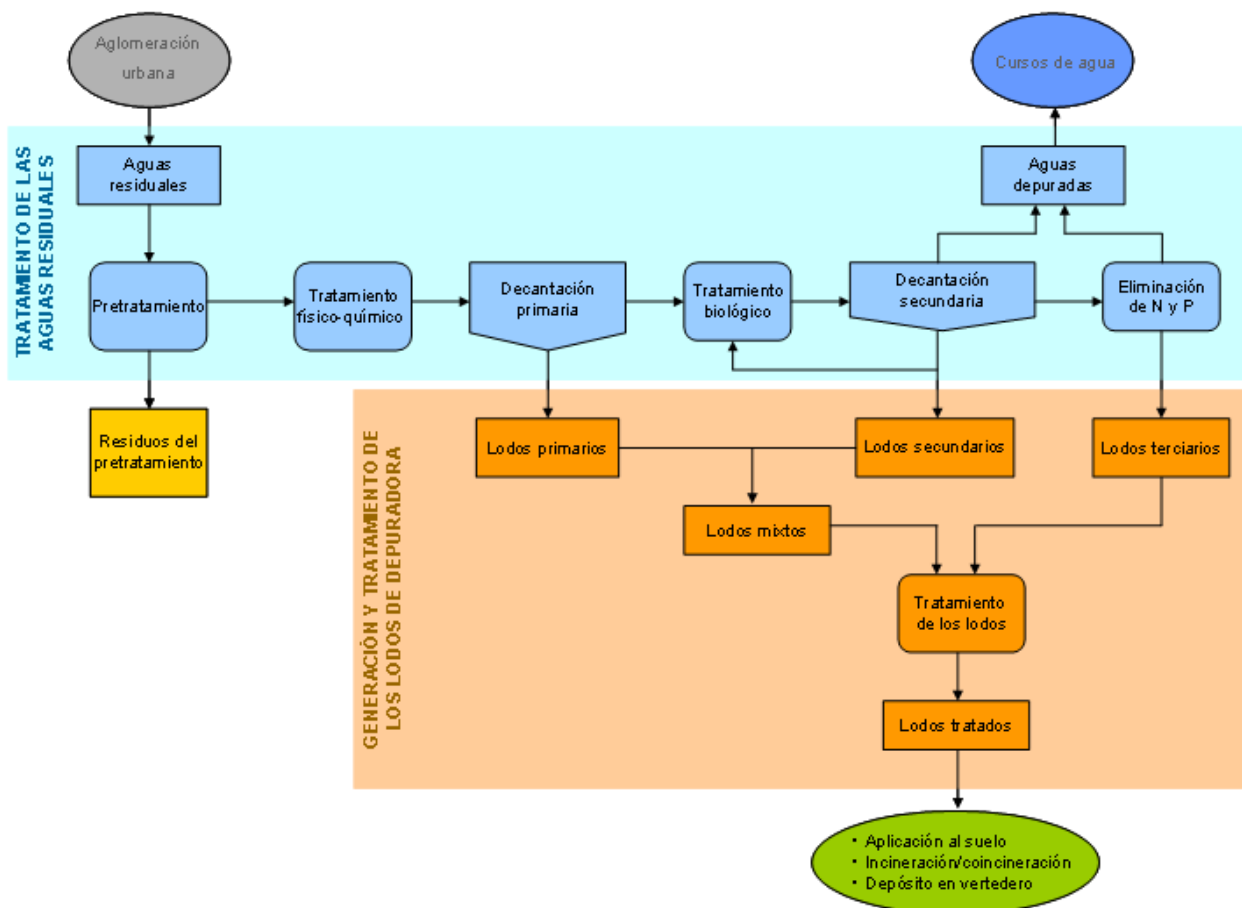 Aglomeración
urbana
Cursos de agua
TRATAMIENTO DE LAS
AGUAS RESIDUALES
Aguas
residuales
Aguas
depuradas
Pretratamiento
Tratamiento
físico-químico
Decantación
primaria
Tratamiento
biológico
Decantación
secundaria
Eliminación
de N y P
Residuos del
pretratamiento
GENERACIÓN Y TRATAMIENTO DE
LOS LODOS DE DEPURADORA
Lodos primarios
Lodos secundarios
Lodos terciarios
Lodos mixtos
Tratamiento
de los lodos
Lodos tratados
• Aplicación al suelo
• Incineración/coincineración
• Depósito en vertedero